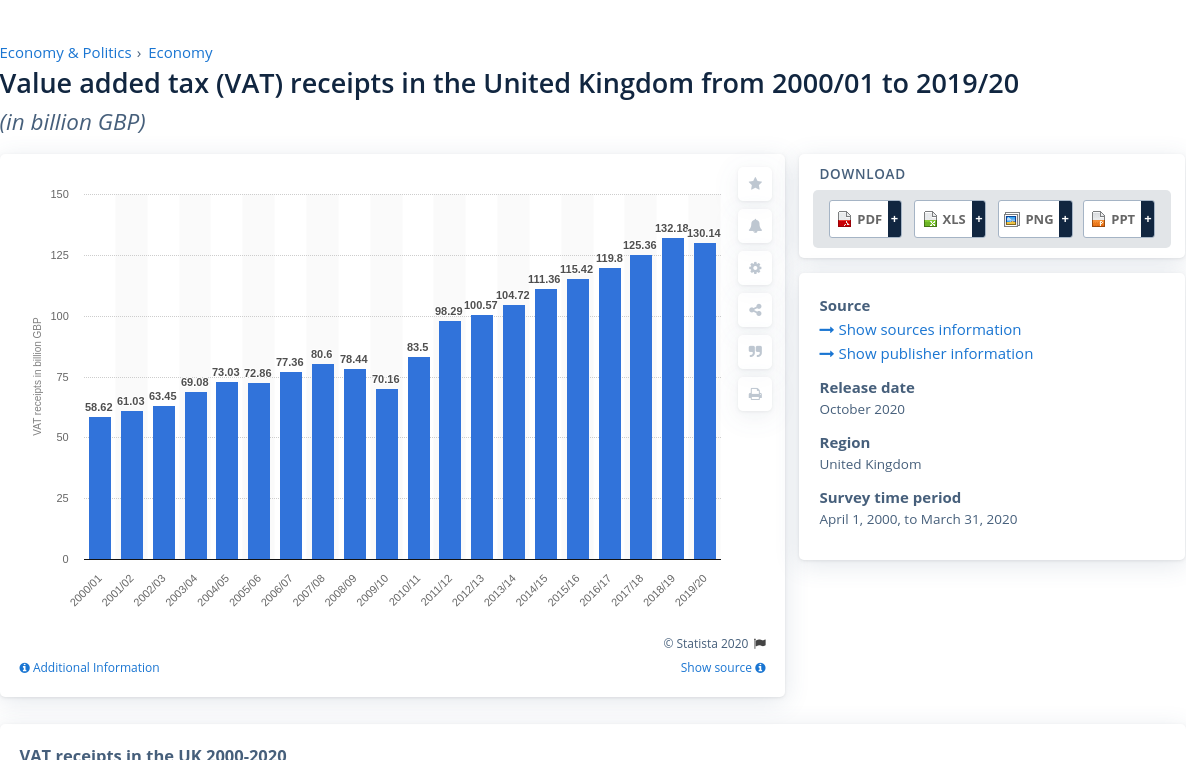 Economy & Politics › Economy
Value added tax (VAT) receipts in the United Kingdom from 2000/01 to 2019/20
(in billion GBP)
150
125
100
75
50
25
0
VAT receipts in billion GBP
58.62
61.03
63.45
69.08
73.03
72.86
77.36
80.6
78.44
70.16
83.5
98.29
100.57
104.72
111.36
115.42
119.8
125.36
132.18
130.14
2000/01
2001/02
2002/03
2003/04
2004/05
2005/06
2006/07
2007/08
2008/09
2009/10
2010/11
2011/12
2012/13
2013/14
2014/15
2015/16
2016/17
2017/18
2018/19
2019/20
© Statista 2020
Additional Information
Show source
DOWNLOAD
PDF +
XLS +
PNG +
PPT +
Source
Show sources information
Show publisher information
Release date
October 2020
Region
United Kingdom
Survey time period
April 1, 2000, to March 31, 2020
VAT receipts in the UK 2000-2020